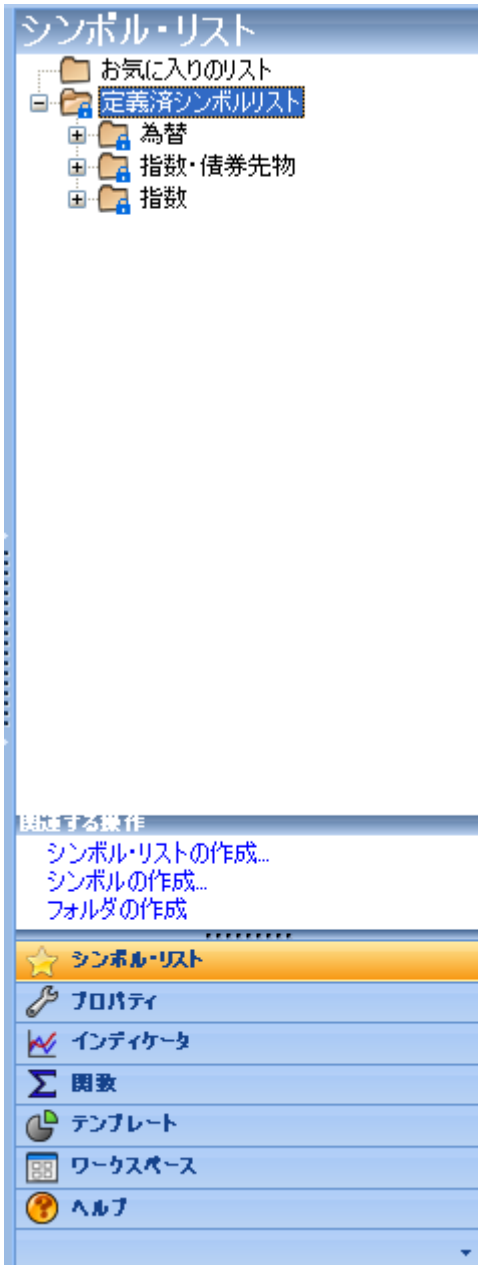 シンボル・リスト
お気に入りのリスト
定義済シンボルリスト
為替
指数・債券先物
指数
関連する操作
シンボル・リストの作成...
シンボルの作成...
フォルダの作成
シンボル・リスト
プロパティ
インディケータ
関数
テンプレート
ワークスペース
ヘルプ